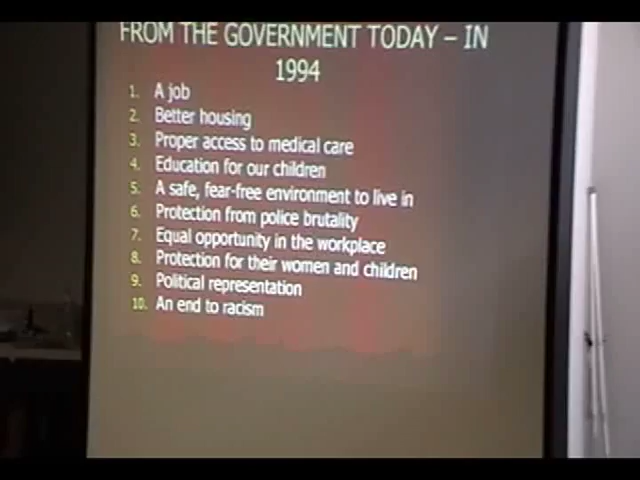 FROM THE GOVERNMENT TODAY – IN
1994
1. A job
2. Better housing
3. Proper access to medical care
4. Education for our children
5. A safe, fear-free environment to live in
6. Protection from police brutality
7. Equal opportunity in the workplace
8. Protection for their women and children
9. Political representation
10. An end to racism